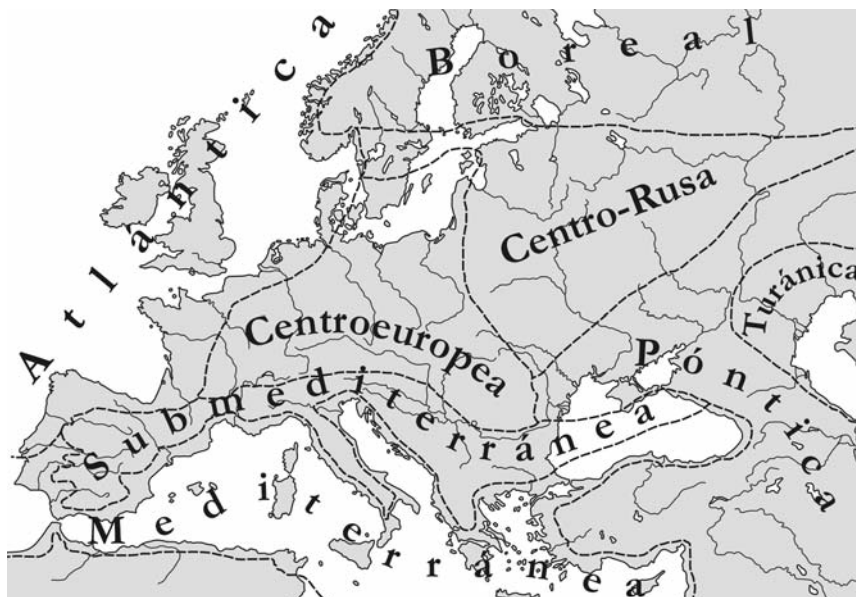 Boreal
Atlántica
Centro-Rusa
Turánica
Centroeuropea
Póntica
Submediterránea
Mediterránea